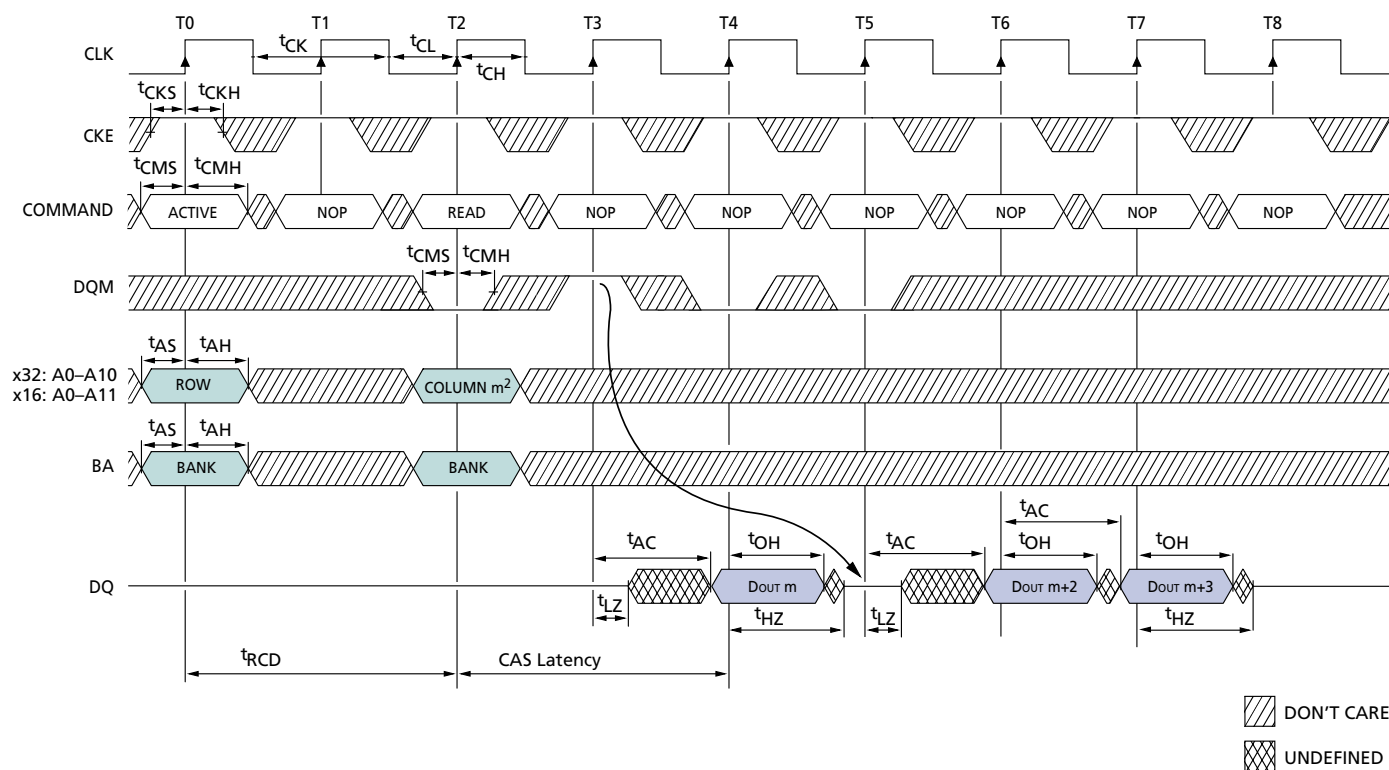 T0 T1 T2 T3 T4 T5 T6 T7 T8
CLK
tCK tCL
tCH
tCKS tCKH
CKE
tCMS tCMH
COMMAND ACTIVE NOP READ NOP NOP NOP NOP NOP NOP
tCMS tCMH
DQM
tAS tAH
x32: A0–A10
x16: A0–A11
ROW COLUMN m2
tAS tAH
BA BANK BANK
tAC
tAC tOH tAC tOH tOH
DQ DOUT m DOUT m+2 DOUT m+3
tLZ tHZ tLZ tHZ
tRCD CAS Latency
DON'T CARE
UNDEFINED